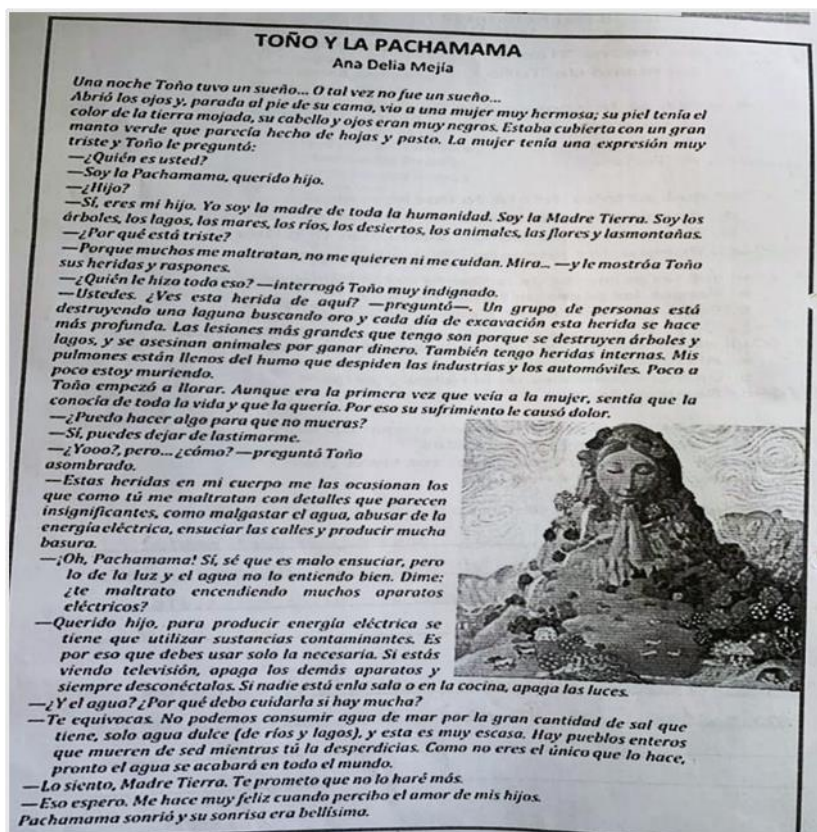 TOÑO Y LA PACHAMAMA
Ana Delia Mejía
Una noche Toño tuvo un sueño... O tal vez no fue un sueño...
Abrió los ojos y, parada al pie de su cama, vio a una mujer muy hermosa; su piel tenía el
color de la tierra mojada, su cabello y ojos eran muy negros. Estaba cubierta con un gran
manto verde que parecía hecho de hojas y pasto. La mujer tenía una expresión muy
triste y Toño le preguntó:
—¿Quién es usted?
—Soy la Pachamama, querido hijo.
—¿Hijo?
—Sí, eres mi hijo. Yo soy la madre de toda la humanidad. Soy la Madre Tierra. Soy los
árboles, los lagos, los mares, los ríos, los desiertos, los animales, las flores y lasmontañas.
—¿Por qué está triste?
—Porque muchos me maltratan, no me quieren ni me cuidan. Mira... —y le mostróa Toño
sus heridas y raspones.
—¿Quién le hizo todo eso? —interrogó Toño muy indignado.
—Ustedes. ¿Ves esta herida de aquí? —preguntó—. Un grupo de personas está
destruyendo una laguna buscando oro y cada día de excavación esta herida se hace
más profunda. Las lesiones más grandes que tengo son porque se destruyen árboles y
lagos, y se asesinan animales por ganar dinero. También tengo heridas internas. Mis
pulmones están llenos del humo que despiden las industrias y los automóviles. Poco a
poco estoy muriendo.
Toño empezó a llorar. Aunque era la primera vez que veía a la mujer, sentía que la
conocía de toda la vida y que la quería. Por eso su sufrimiento le causó dolor.
—¿Puedo hacer algo para que no mueras?
—Sí, puedes dejar de lastimarme.
—¿Yooo?, pero... ¿cómo? —preguntó Toño
asombrado.
—Estas heridas en mi cuerpo me las ocasionan los
que como tú me maltratan con detalles que parecen
insignificantes, como malgastar el agua, abusar de la
energíaeléctrica, ensuciar las calles y producir mucha
basura.
—¡Oh, Pachamama! Sí, sé que es malo ensuciar, pero
lo de la luz y el agua no lo entiendo bien. Dime:
¿te maltrato encendiendo muchos aparatos
eléctricos?
—Querido hijo, para producir energía eléctrica se
tiene que utilizar sustancias contaminantes. Es
por eso que debes usar solo la necesaria. Si estás
viendo televisión, apaga los demás aparatos y
siempre desconéctalos. Si nadie está enla sala o en la cocina, apaga las luces.
—¿Y el agua? ¿Por qué debo cuidarla si hay mucha?
—Te equivocas. No podemos consumir agua de mar por la gran cantidad de sal que
tiene, solo agua dulce (de ríos y lagos), y esta es muy escasa. Hay pueblos enteros
que mueren de sed mientras tú la desperdicias. Como no eres el único que lo hace,
pronto el agua se acabará en todo el mundo.
—Lo siento, Madre Tierra. Te prometo que no lo haré más.
—Eso espero. Me hace muy feliz cuando percibo el amor de mis hijos.
Pachamama sonrió y su sonrisa era bellísima.